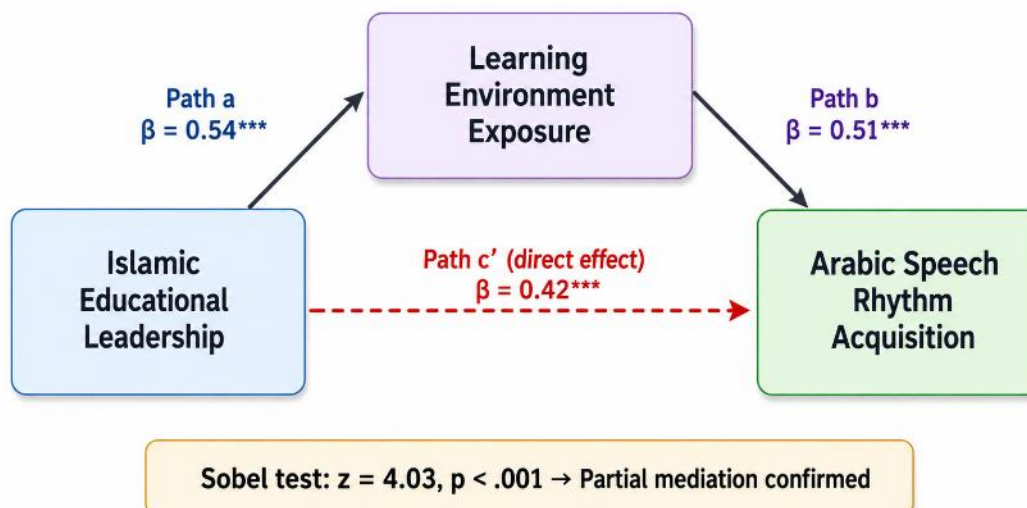 Learning
Environment
Exposure
Path a
β = 0.54***
Path b
β = 0.51***
Islamic
Educational
Leadership
Path c’ (direct effect)
β = 0.42***
Arabic Speech
Rhythm
Acquisition
Sobel test: z = 4.03, p < .001 → Partial mediation confirmed